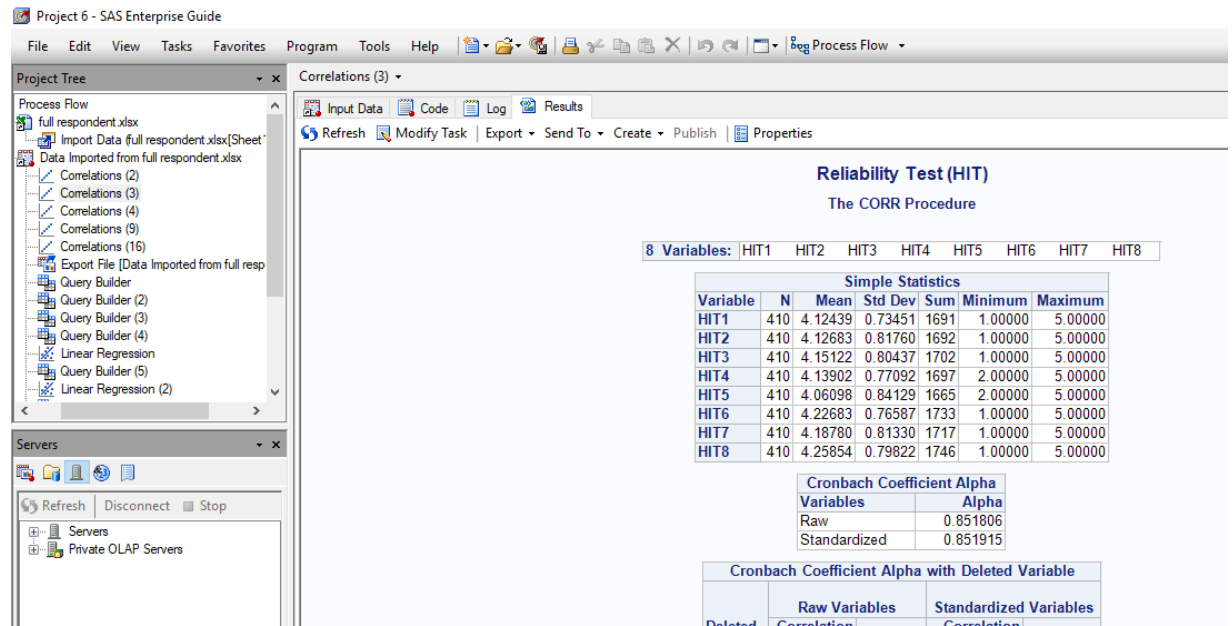 Project 6 - SAS Enterprise Guide
File Edit View Tasks Favorites Program Tools Help Process Flow
Project Tree
Process Flow
full respondent.xlsx
Import Data (full respondent.xlsx[Sheet1
Data Imported from full respondent.xlsx
Correlations (2)
Correlations (3)
Correlations (4)
Correlations (9)
Correlations (16)
Export File [Data Imported from full resp
Query Builder
Query Builder (2)
Query Builder (3)
Query Builder (4)
Linear Regression
Query Builder (5)
Linear Regression (2)
Servers
Refresh Disconnect Stop
Servers
Private OLAP Servers
Correlations (3)
Input Data Code Log Results
Refresh Modify Task Export Send To Create Publish Properties
Reliability Test (HIT)
The CORR Procedure
8 Variables: HIT1 HIT2 HIT3 HIT4 HIT5 HIT6 HIT7 HIT8
Simple Statistics
Variable N Mean Std Dev Sum Minimum Maximum
HIT1 410 4.12439 0.73451 1691 1.00000 5.00000
HIT2 410 4.12683 0.81760 1692 1.00000 5.00000
HIT3 410 4.15122 0.80437 1702 1.00000 5.00000
HIT4 410 4.13902 0.77092 1697 2.00000 5.00000
HIT5 410 4.06098 0.84129 1665 2.00000 5.00000
HIT6 410 4.22683 0.76587 1733 1.00000 5.00000
HIT7 410 4.18780 0.81330 1717 1.00000 5.00000
HIT8 410 4.25854 0.79822 1746 1.00000 5.00000
Cronbach Coefficient Alpha
Variables Alpha
Raw 0.851806
Standardized 0.851915
Cronbach Coefficient Alpha with Deleted Variable
Raw Variables Standardized Variables
Deleted Correlation Correlation